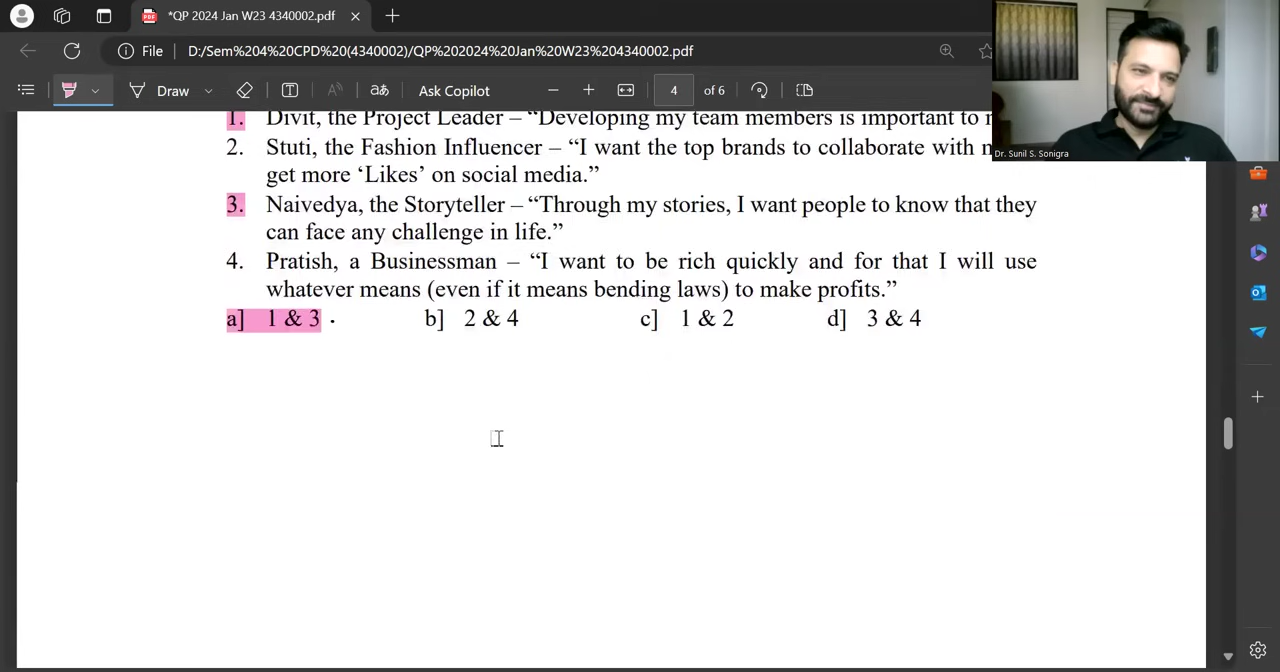 *QP 2024 Jan W23 4340002.pdf
File
D:/Sem%204%20CPD%20(4340002)/QP%202024%20Jan%20W23%204340002.pdf
Draw
Ask Copilot
4 of 6
Dr. Sunil S. Sonigra
1. Divit, the Project Leader – “Developing my team members is important to
2. Stuti, the Fashion Influencer – “I want the top brands to collaborate with
get more ‘Likes’ on social media.”
3. Naivedya, the Storyteller – “Through my stories, I want people to know that they
can face any challenge in life.”
4. Pratish, a Businessman – “I want to be rich quickly and for that I will use
whatever means (even if it means bending laws) to make profits.”
a] 1 & 3 b] 2 & 4 c] 1 & 2 d] 3 & 4